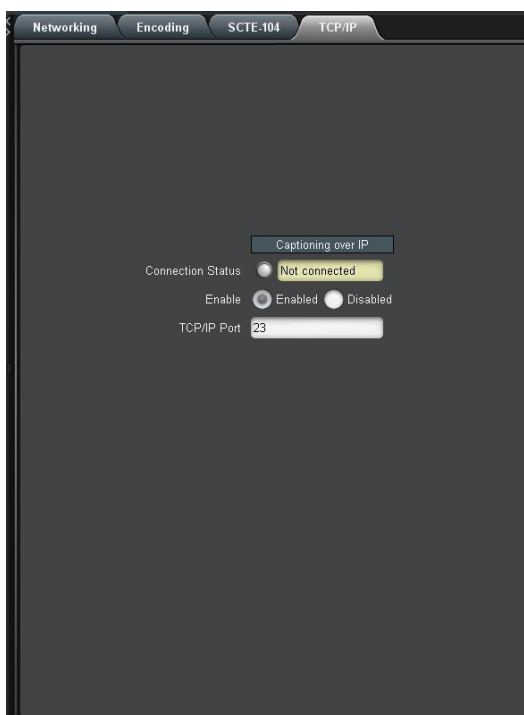 Networking Encoding SCTE-104 TCP/IP
Captioning over IP
Connection Status Not connected
Enable Enabled Disabled
TCP/IP Port 23